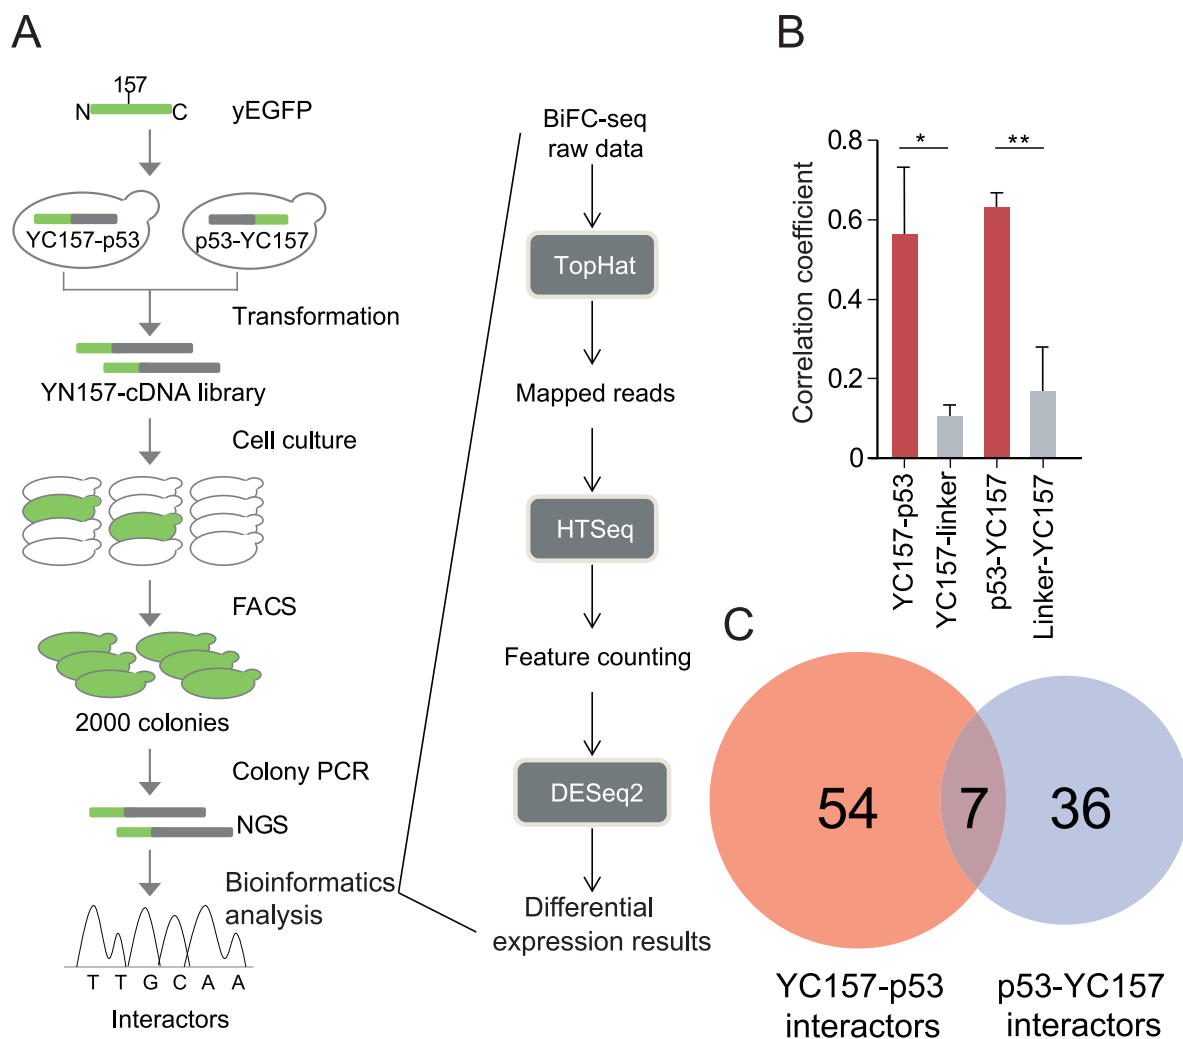 A
157
N
C
yEGFP
YC157-p53
p53-YC157
Transformation
YN157-cDNA library
Cell culture
FACS
2000 colonies
Colony PCR
NGS
Bioinformatics
analysis
T T G C A A
Interactors
BiFC-seq
raw data
TopHat
Mapped reads
HTSeq
Feature counting
DESeq2
Differential
expression results
B
Correlation coefficient
0.8
0.6
0.4
0.2
0
*
**
YC157-p53
YC157-linker
p53-YC157
Linker-YC157
C
54
7
36
YC157-p53
interactors
p53-YC157
interactors